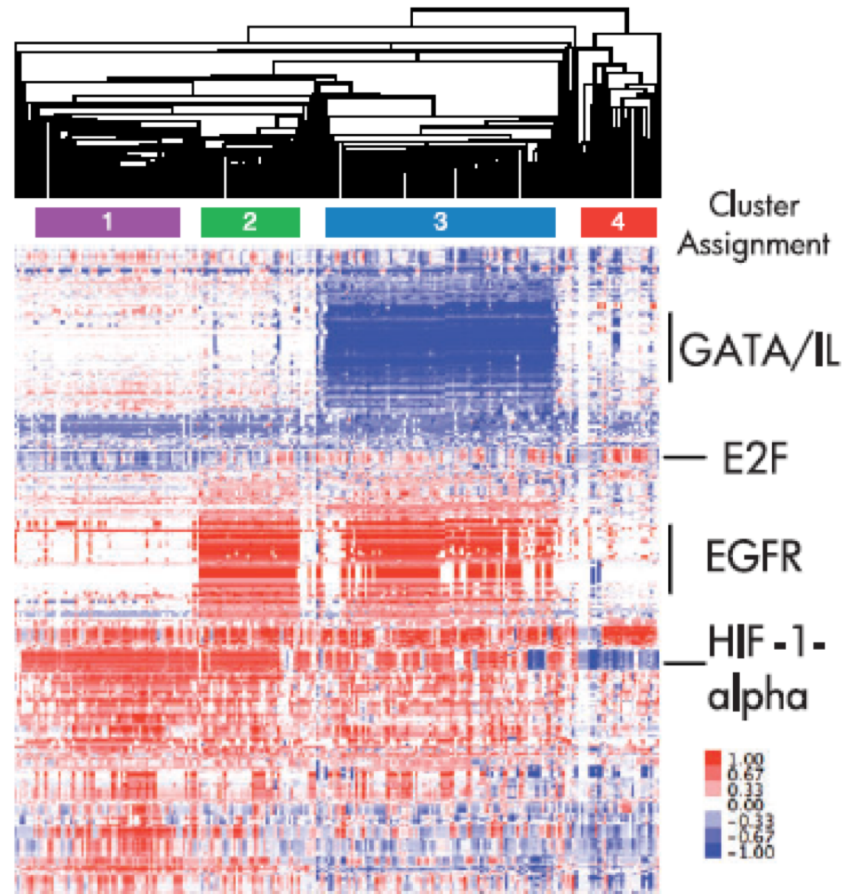 1 2 3 4
Cluster
Assignment
GATA/IL
E2F
EGFR
HIF-1-
alpha
1.00
0.67
0.33
0.00
-0.33
-0.67
-1.00